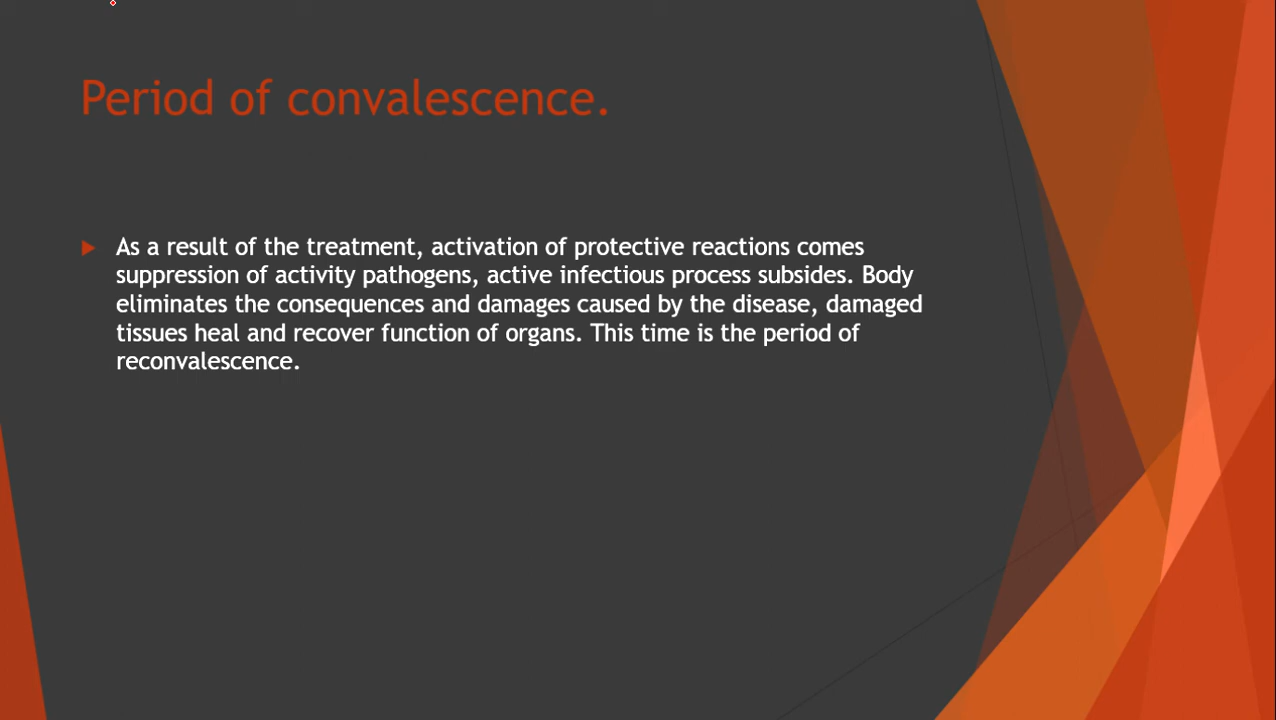 Period of convalescence.
As a result of the treatment, activation of protective reactions comes
suppression of activity pathogens, active infectious process subsides. Body
eliminates the consequences and damages caused by the disease, damaged
tissues heal and recover function of organs. This time is the period of
reconvalescence.